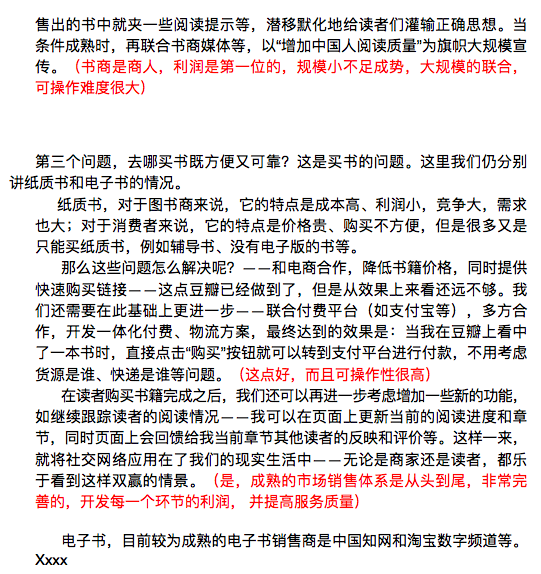 售出的书中就夹一些阅读提示等，潜移默化地给读者们灌输正确思想。当
条件成熟时，再联合书商媒体等，以“增加中国人阅读质量”为旗帜大规模宣
传。（书商是商人，利润是第一位的，规模小不足成势，大规模的联合，
可操作难度很大）
第三个问题，去哪买书既方便又可靠？这是买书的问题。这里我们仍分别
讲纸质书和电子书的情况。
纸质书，对于图书商来说，它的特点是成本高、利润小，竞争大，需求
也大；对于消费者来说，它的特点是价格贵、购买不方便，但是很多又是
只能买纸质书，例如辅导书、没有电子版的书等。
那么这些问题怎么解决呢？——和电商合作，降低书籍价格，同时提供
快速购买链接——这点豆瓣已经做到了，但是从效果上来看还远不够。我
们还需要在此基础上更进一步——联合付费平台（如支付宝等），多方合
作，开发一体化付费、物流方案，最终达到的效果是：当我在豆瓣上看中
了一本书时，直接点击“购买”按钮就可以转到支付平台进行付款，不用考虑
货源是谁、快递是谁等问题。（这点好，而且可操作性很高）
在读者购买书籍完成之后，我们还可以再进一步考虑增加一些新的功能，
如继续跟踪读者的阅读情况——我可以在页面上更新当前的阅读进度和章
节，同时页面上会回馈给我当前章节其他读者的反映和评价等。这样一来，
就将社交网络应用在了我们的现实生活中——无论是商家还是读者，都乐
于看到这样双赢的情景。（是，成熟的市场销售体系是从头到尾，非常完
善的，开发每一个环节的利润， 并提高服务质量）
电子书，目前较为成熟的电子书销售商是中国知网和淘宝数字频道等。
Xxxx